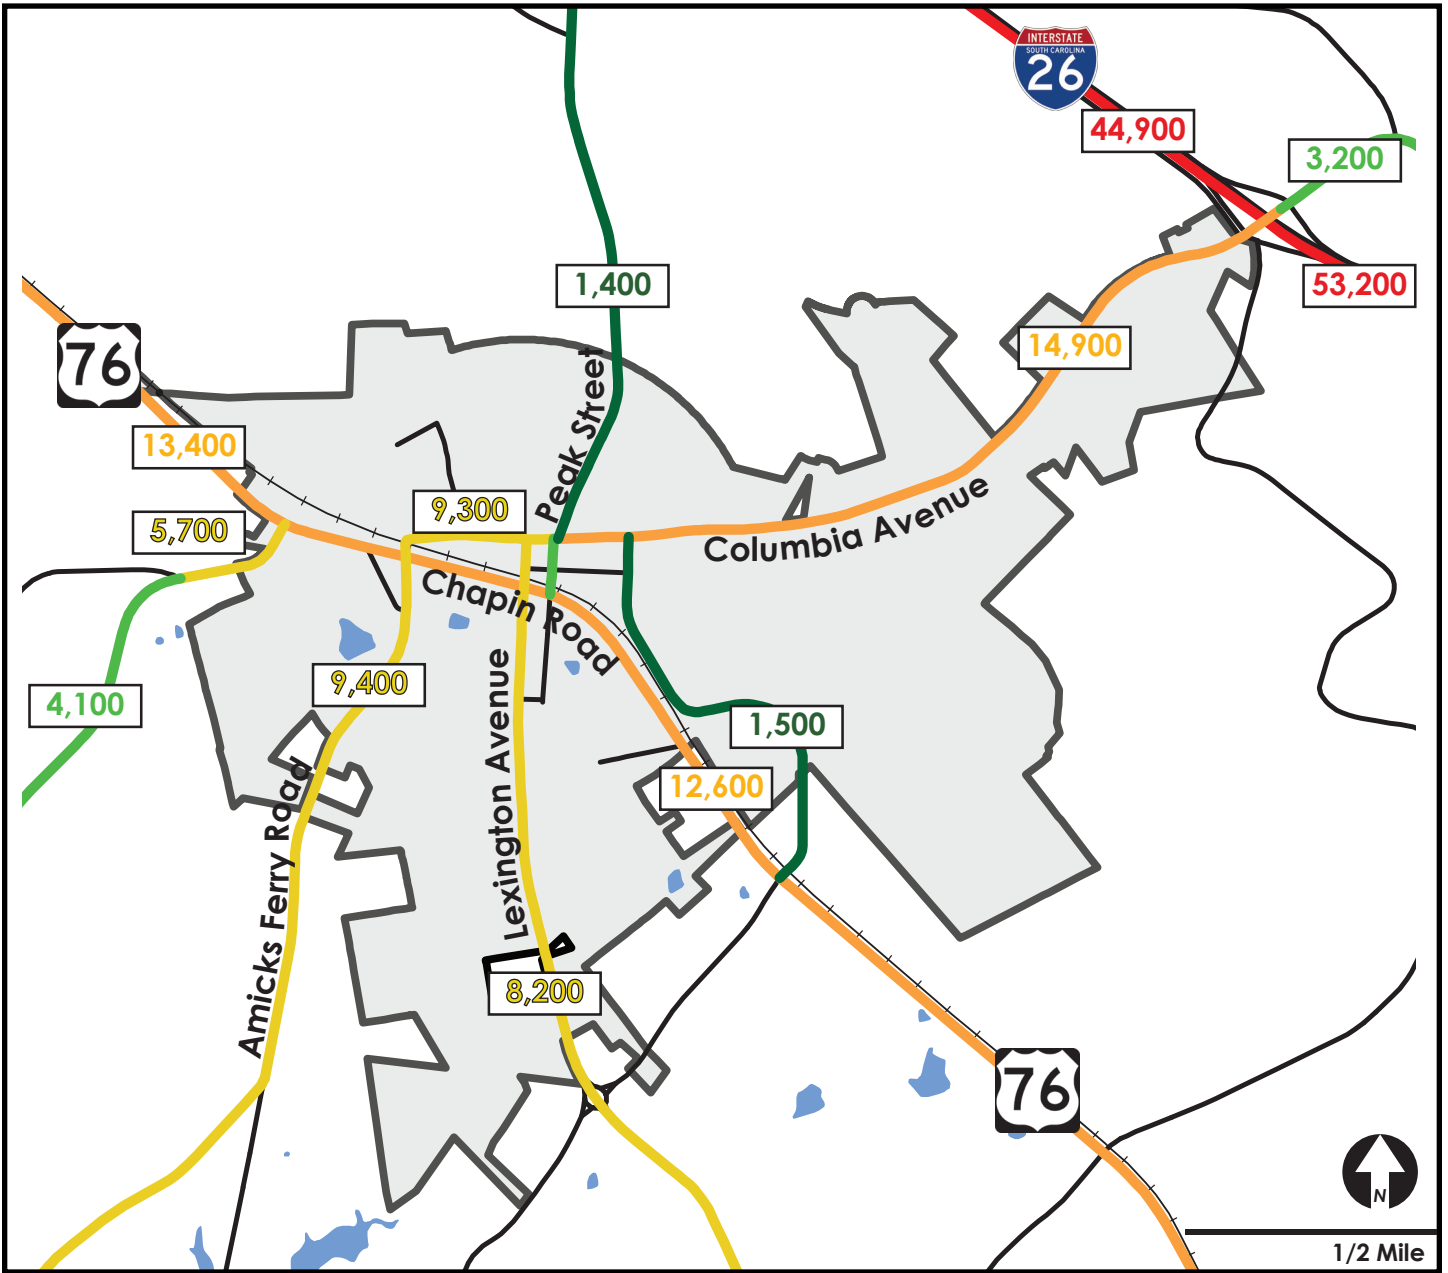 INTERSTATE
SOUTH CAROLINA
26
44,900
3,200
1,400
53,200
76
14,900
Peak Street
13,400
9,300
5,700
Columbia Avenue
Chapin Road
9,400
4,100
1,500
Lexington Avenue
12,600
Amicks Ferry Road
8,200
76
N
1/2 Mile